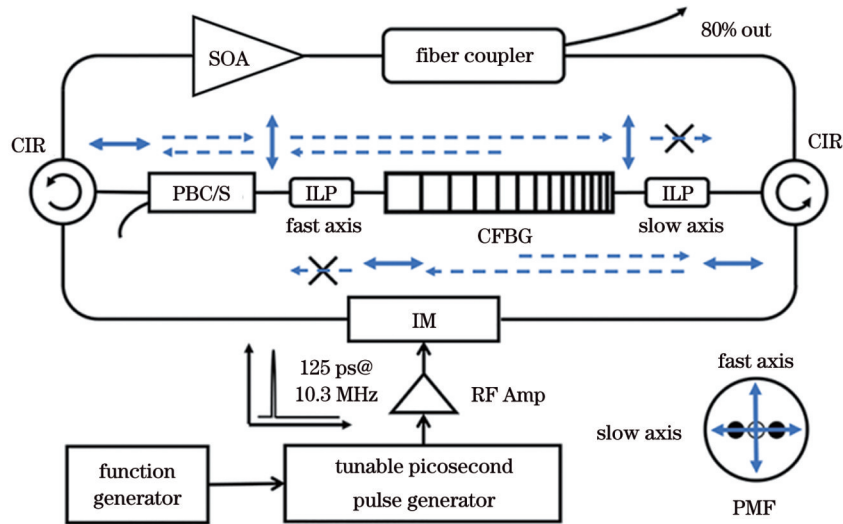 80% out
SOA
fiber coupler
CIR
CIR
PBC/S
ILP
ILP
fast axis
CFBG
slow axis
IM
125 ps@
10.3 MHz
RF Amp
fast axis
slow axis
function
generator
tunable picosecond
pulse generator
PMF